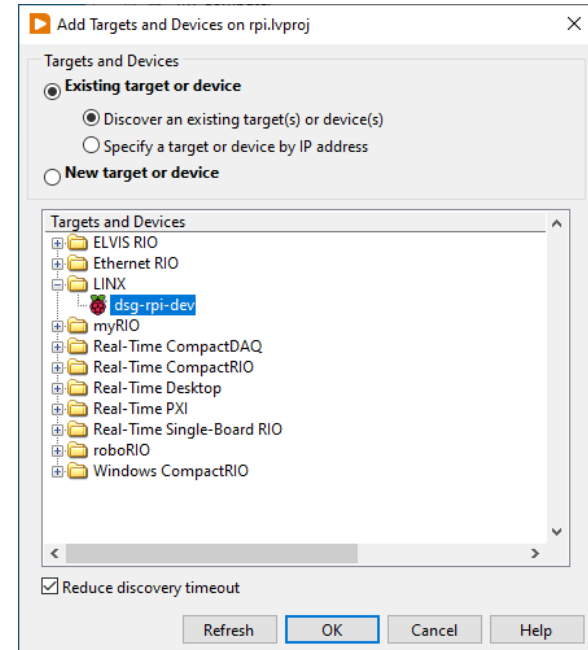 Add Targets and Devices on rpi.lvproj
Targets and Devices
Existing target or device
Discover an existing target(s) or device(s)
Specify a target or device by IP address
New target or device
Targets and Devices
ELVIS RIO
Ethernet RIO
LINX
dsg-rpi-dev
myRIO
Real-Time CompactDAQ
Real-Time CompactRIO
Real-Time Desktop
Real-Time PXI
Real-Time Single-Board RIO
roboRIO
Windows CompactRIO
Reduce discovery timeout
Refresh OK Cancel Help